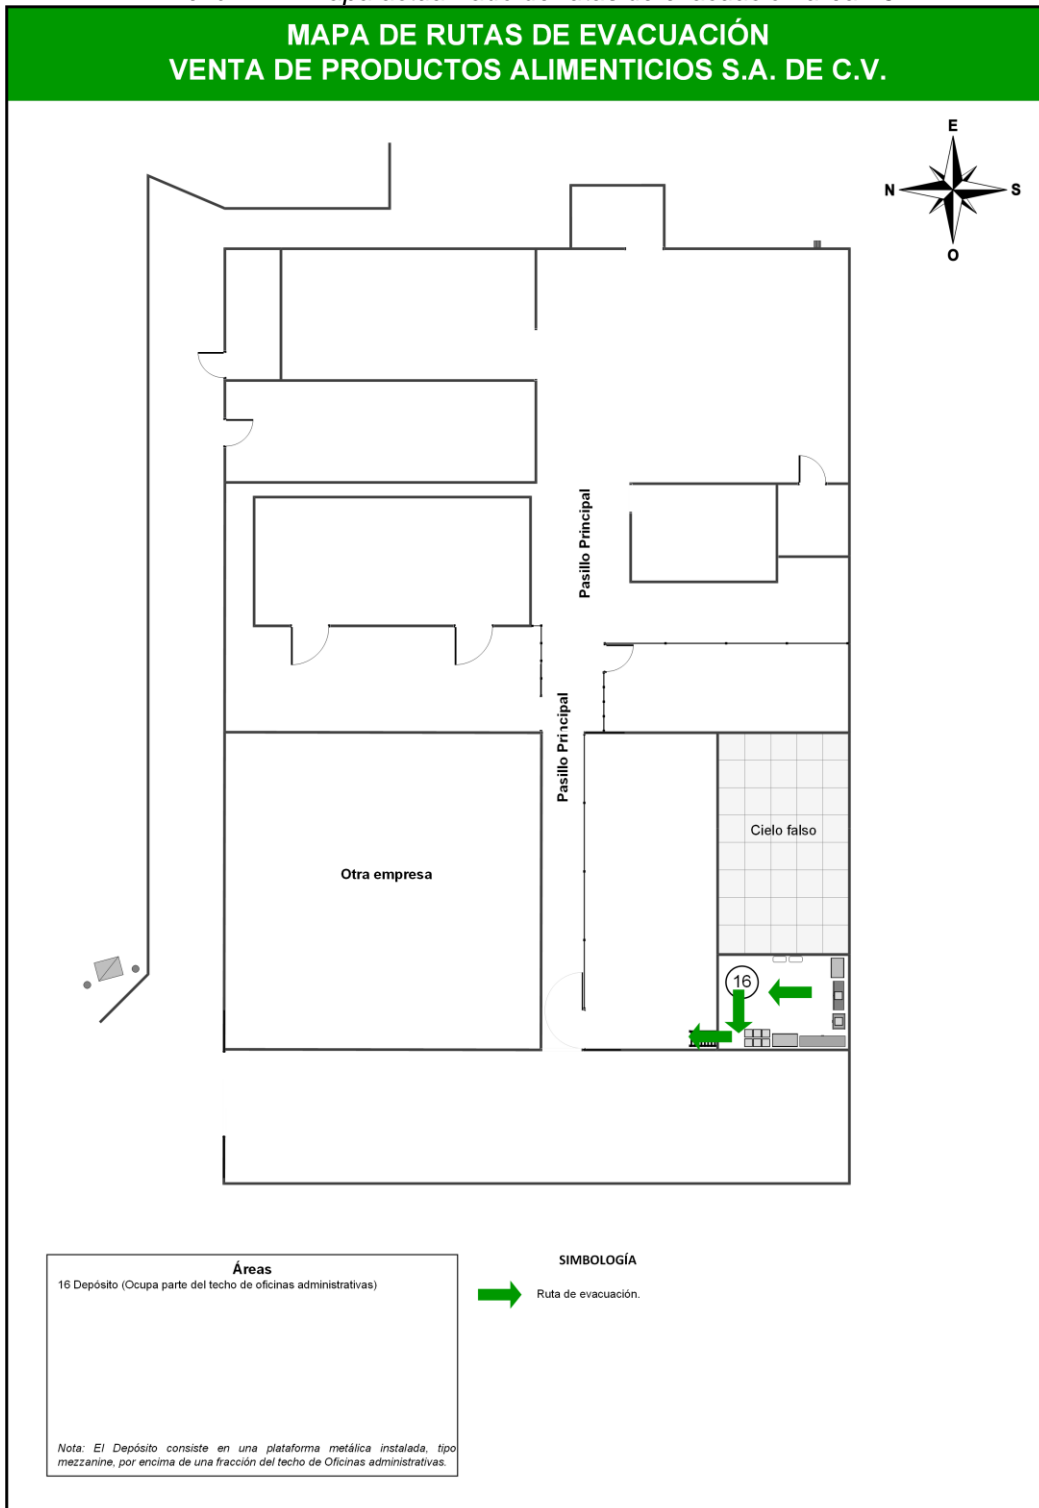 MAPA DE RUTAS DE EVACUACIÓN
VENTA DE PRODUCTOS ALIMENTICIOS S.A. DE C.V.
E
N
S
O
Pasillo Principal
Pasillo Principal
Cielo falso
Otra empresa
16
Áreas
16 Depósito (Ocupa parte del techo de oficinas administrativas)
Nota: El Depósito consiste en una plataforma metálica instalada, tipo
mezzanine, por encima de una fracción del techo de Oficinas administrativas.
SIMBOLOGÍA
Ruta de evacuación.